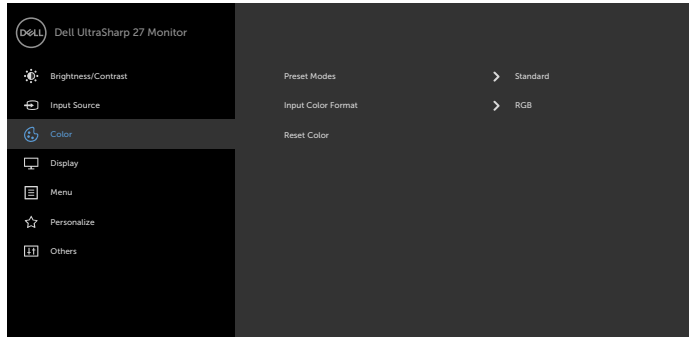 DELL Dell UltraSharp 27 Monitor
Brightness/Contrast
Preset Modes Standard
Input Source
Input Color Format RGB
Color
Reset Color
Display
Menu
Personalize
Others